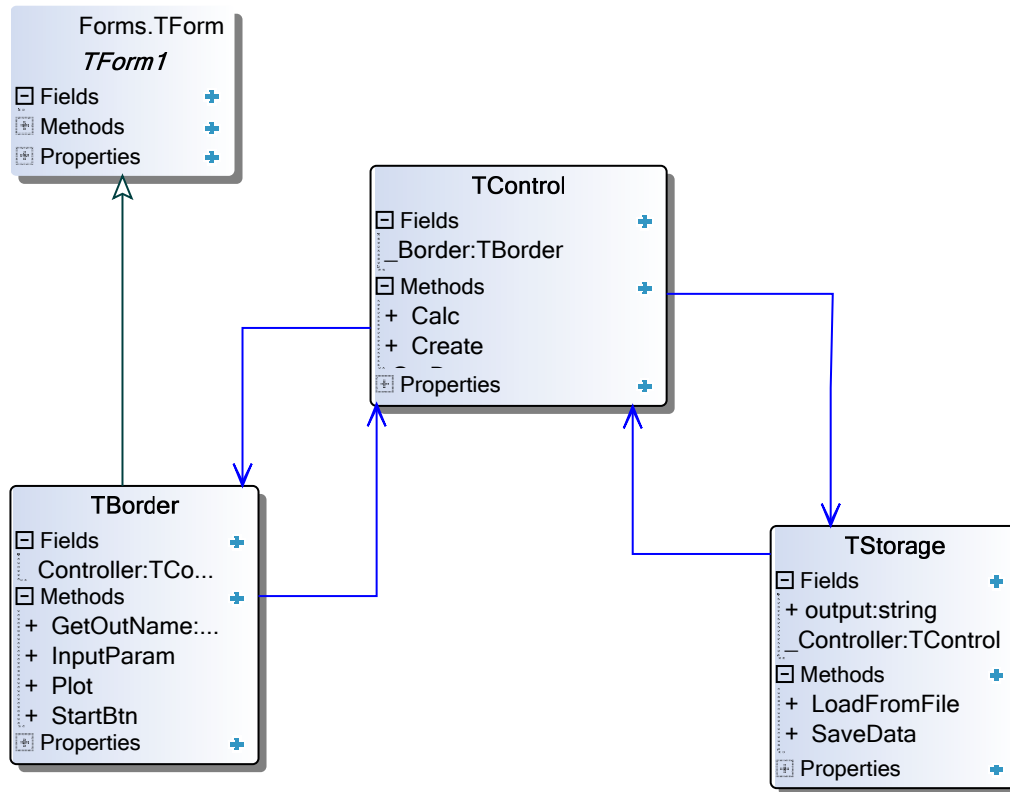 Forms.TForm
TForm1
Fields
Methods
Properties
TControl
Fields
_Border:TBorder
Methods
+ Calc
+ Create
Properties
TBorder
Fields
Controller:TCo...
Methods
+ GetOutName:...
+ InputParam
+ Plot
+ StartBtn
Properties
TStorage
Fields
+ output:string
_Controller:TControl
Methods
+ LoadFromFile
+ SaveData
Properties